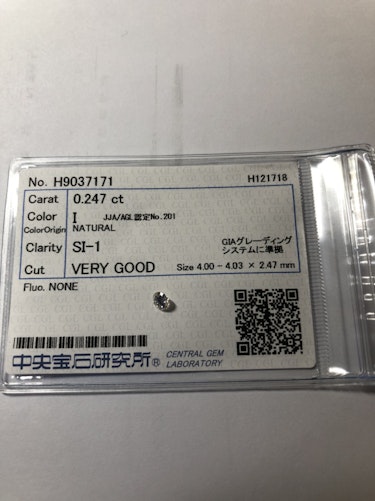 No. H9037171 H121718
Carat 0.247 ct
Color I JJA/AGL認定No.201
ColorOrigin NATURAL
Clarity SI-1 GIAグレーディング
システムに準拠
Cut VERY GOOD Size 4.00 - 4.03 × 2.47 mm
Fluo. NONE
中央宝石研究所® CENTRAL GEM
LABORATORY